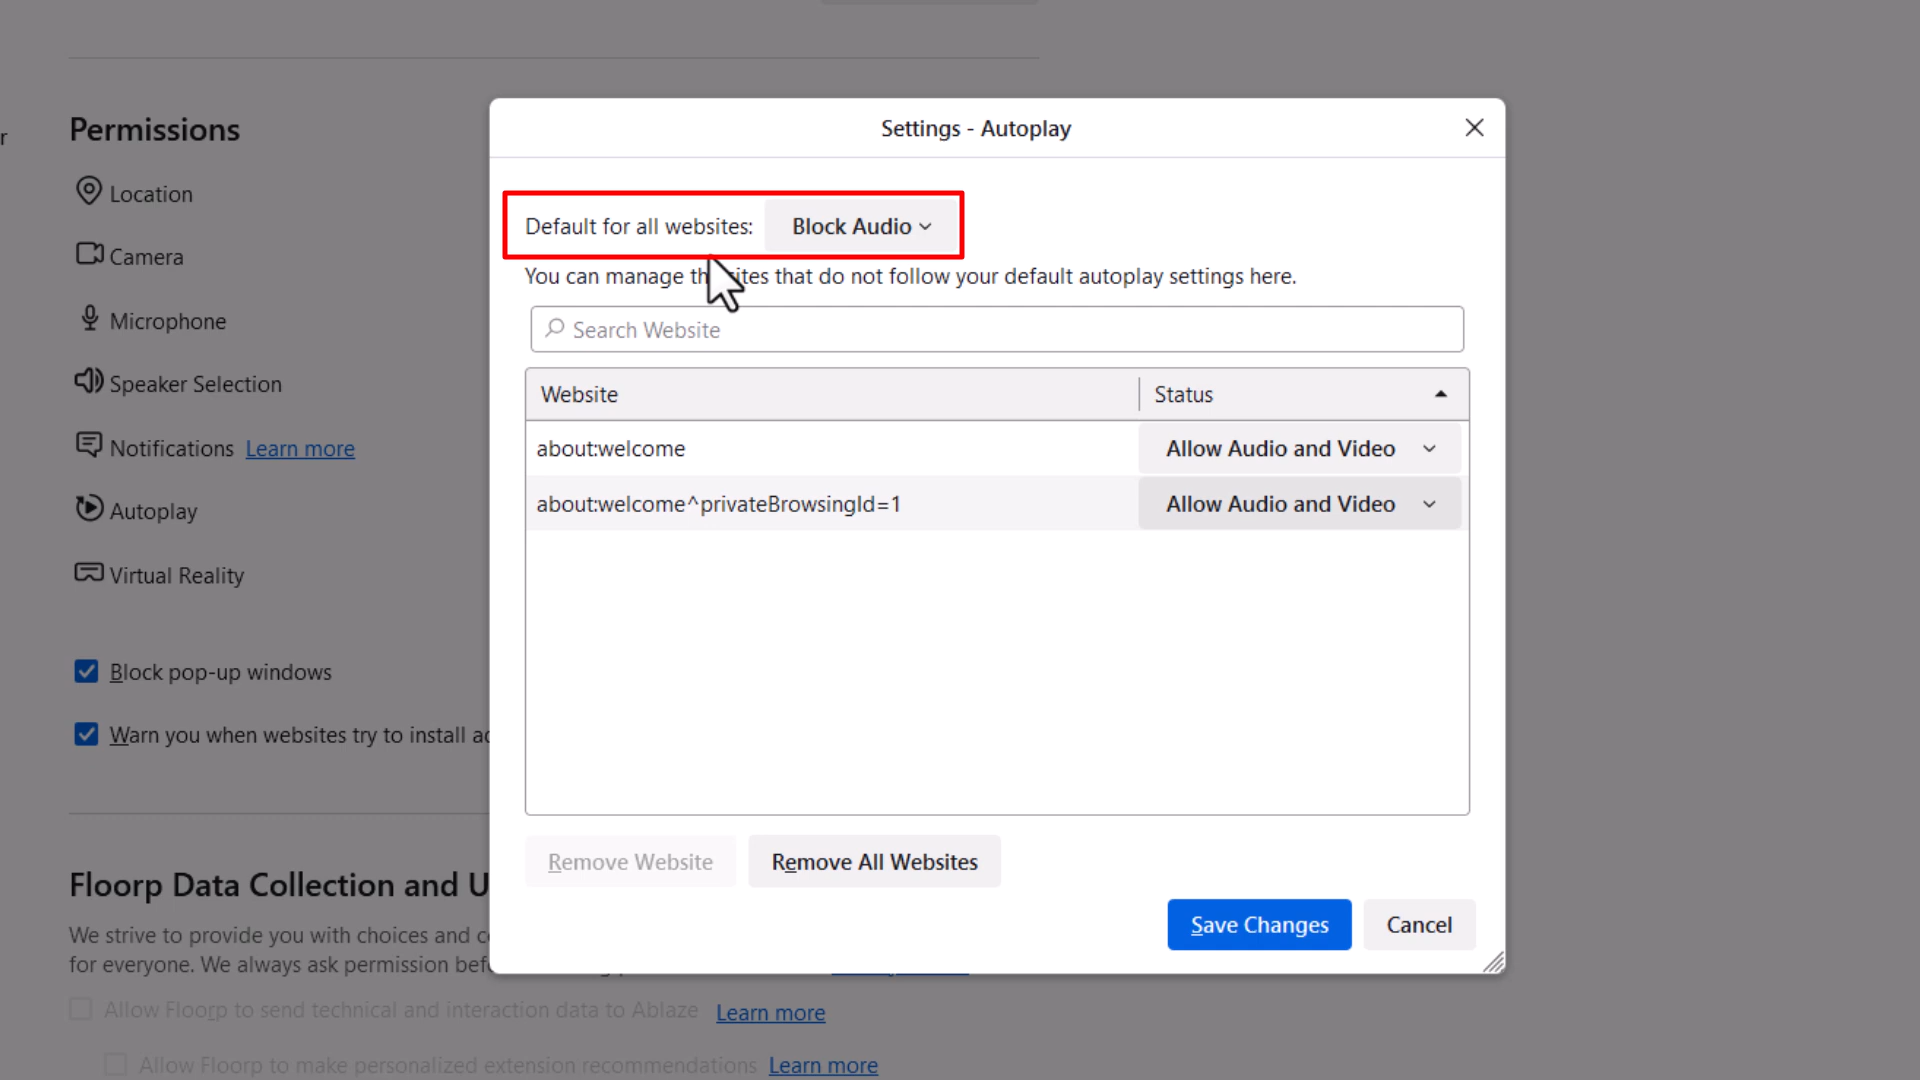 r
Permissions
Location
Camera
Microphone
Speaker Selection
Notifications Learn more
Autoplay
Virtual Reality
Block pop-up windows
Warn you when websites try to install
Floorp Data Collection and U
We strive to provide you with choices and
for everyone. We always ask permission
Allow Floorp to send technical and interaction data to Ablaze Learn more
Allow Floorp to make personalized extension recommendations Learn more
Settings - Autoplay
Default for all websites: Block Audio
You can manage sites that do not follow your default autoplay settings here.
Search Website
Website Status
about:welcome Allow Audio and Video
about:welcome^privateBrowsingId=1 Allow Audio and Video
Remove Website Remove All Websites
Save Changes Cancel